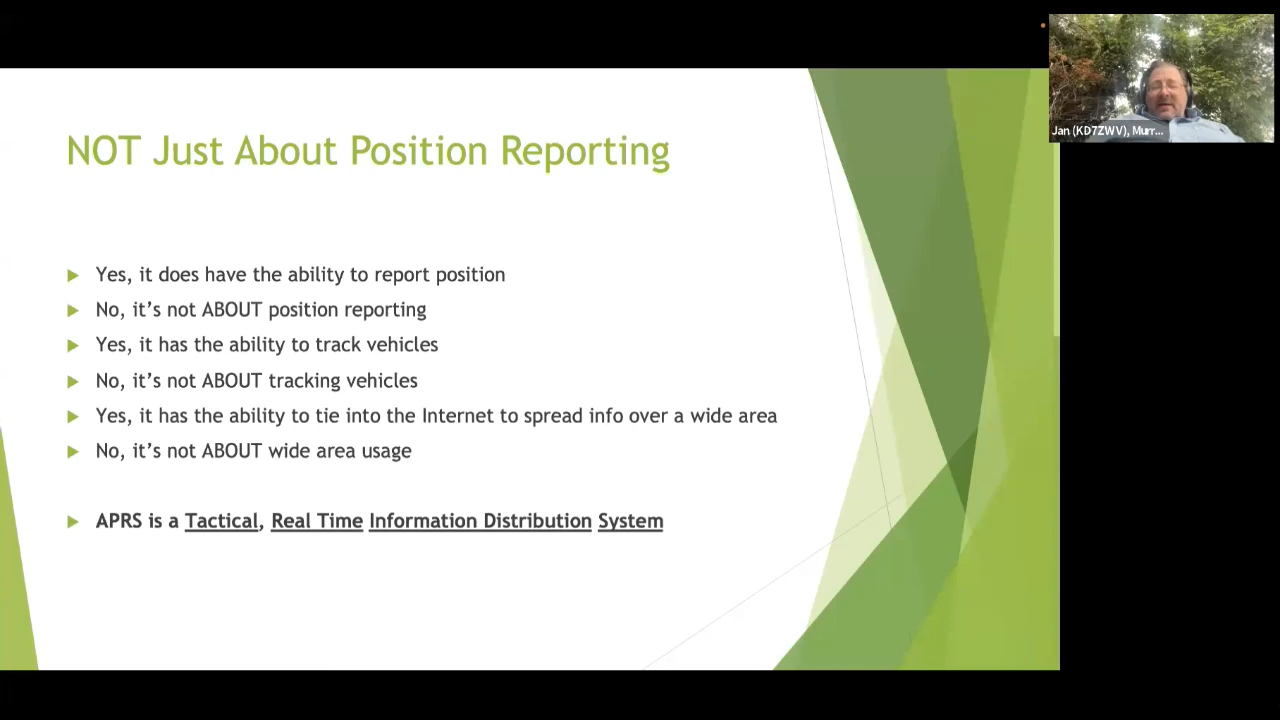 NOT Just About Position Reporting
Yes, it does have the ability to report position
No, it's not ABOUT position reporting
Yes, it has the ability to track vehicles
No, it's not ABOUT tracking vehicles
Yes, it has the ability to tie into the Internet to spread info over a wide area
No, it's not ABOUT wide area usage
APRS is a Tactical, Real Time Information Distribution System
Jan (KD7ZWV), Murr...